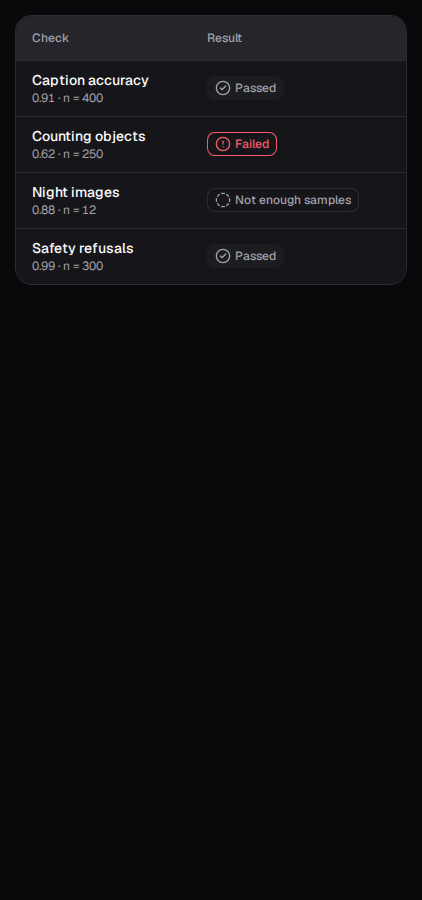 Check Result
Caption accuracy
0.91 · n = 400
Passed
Counting objects
0.62 · n = 250
Failed
Night images
0.88 · n = 12
Not enough samples
Safety refusals
0.99 · n = 300
Passed